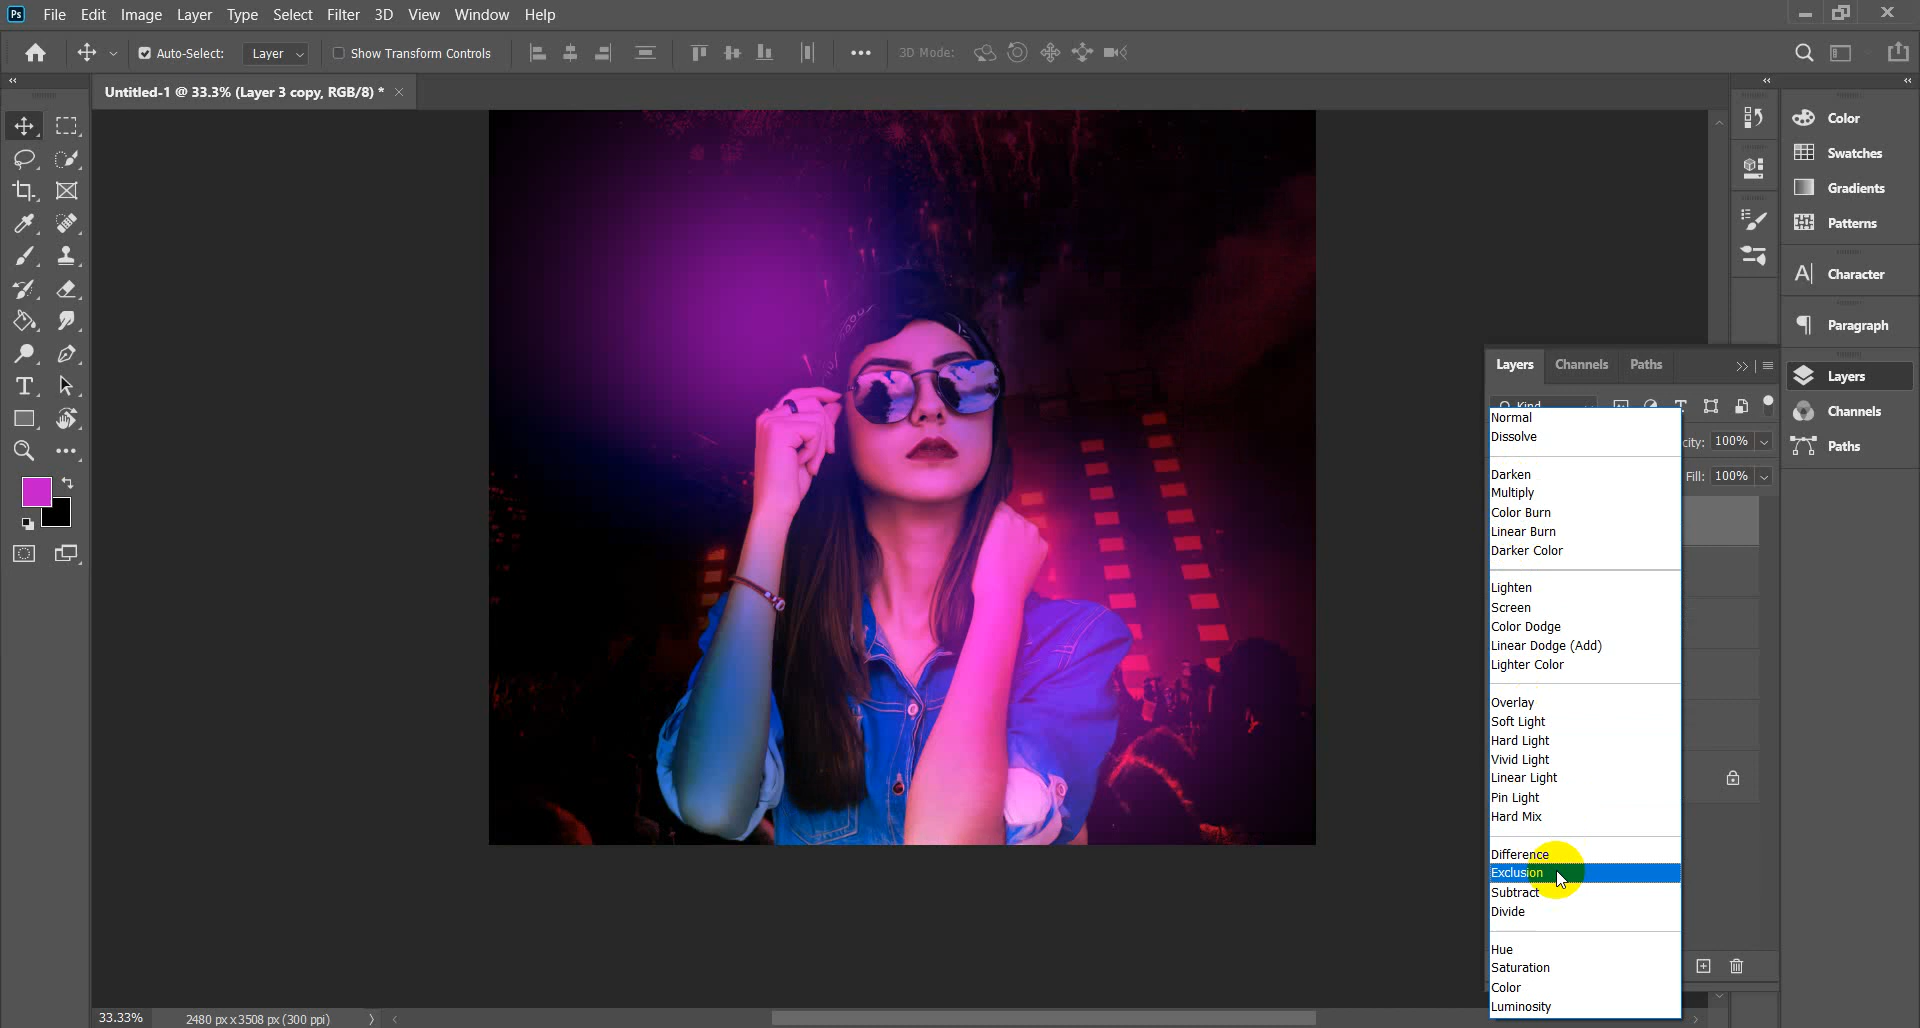 Ps File Edit Image Layer Type Select Filter 3D View Window Help
Auto-Select: Layer Show Transform Controls 3D Mode:
Untitled-1 @ 33.3% (Layer 3 copy, RGB/8) *
Color
Swatches
Gradients
Patterns
Character
Paragraph
Layers
Channels
Paths
Layers Channels Paths
Kind
Normal
Dissolve
Darken
Multiply
Color Burn
Linear Burn
Darker Color
Lighten
Screen
Color Dodge
Linear Dodge (Add)
Lighter Color
Overlay
Soft Light
Hard Light
Vivid Light
Linear Light
Pin Light
Hard Mix
Difference
Exclusion
Subtract
Divide
Hue
Saturation
Color
Luminosity
city: 100%
Fill: 100%
33.33% 2480 px x 3508 px (300 ppi)